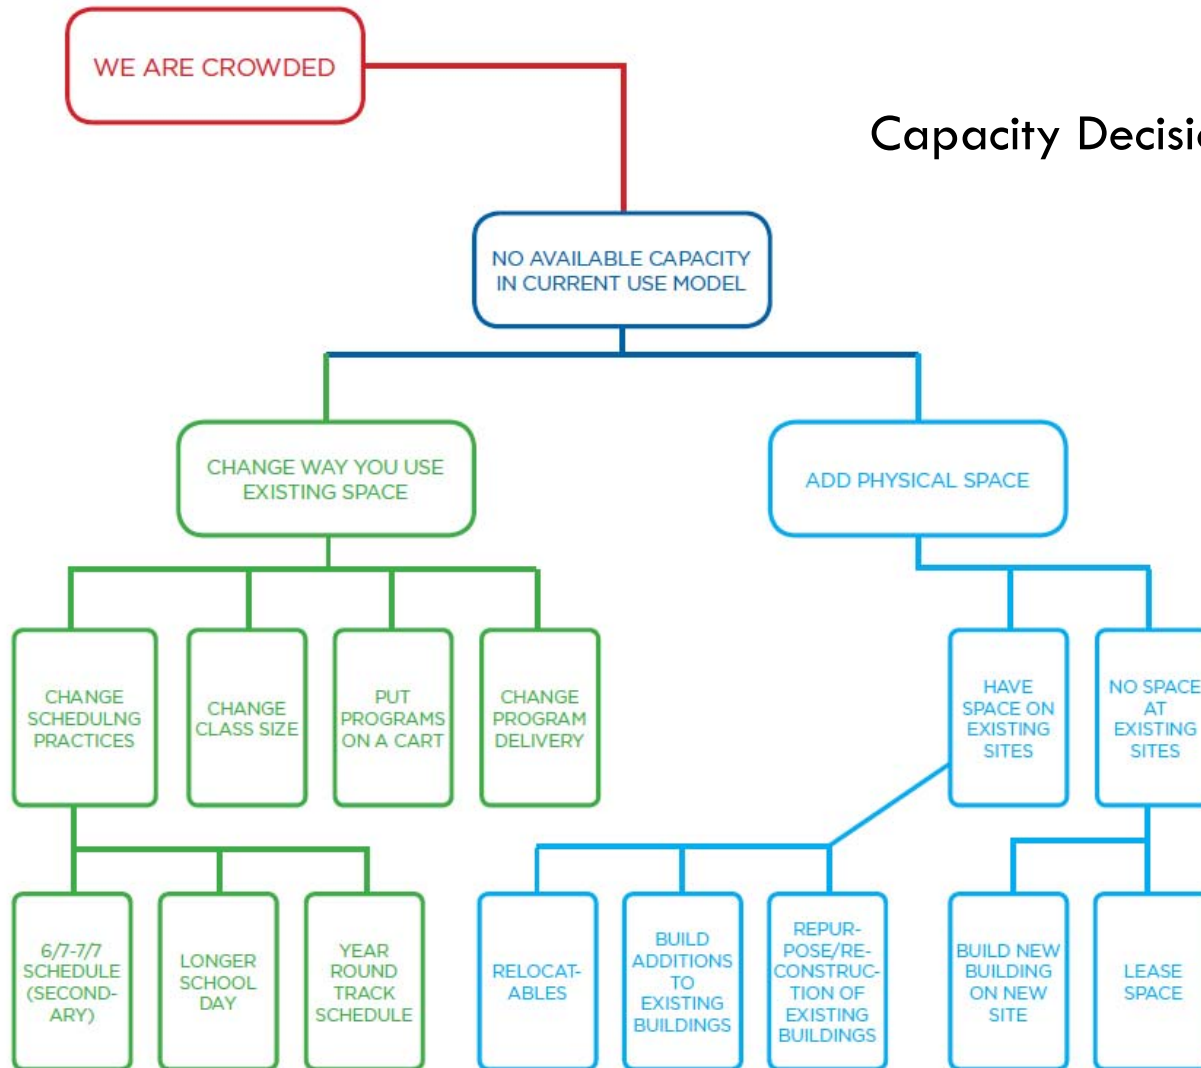 WE ARE CROWDED
Capacity Decisio
NO AVAILABLE CAPACITY
IN CURRENT USE MODEL
CHANGE WAY YOU USE
EXISTING SPACE
ADD PHYSICAL SPACE
CHANGE
SCHEDULNG
PRACTICES
CHANGE
CLASS SIZE
PUT
PROGRAMS
ON A CART
CHANGE
PROGRAM
DELIVERY
HAVE
SPACE ON
EXISTING
SITES
NO SPACE
AT
EXISTING
SITES
6/7-7/7
SCHEDULE
(SECOND-
ARY)
LONGER
SCHOOL
DAY
YEAR
ROUND
TRACK
SCHEDULE
RELOCAT-
ABLES
BUILD
ADDITIONS
TO
EXISTING
BUILDINGS
REPUR-
POSE/RE-
CONSTRUC-
TION OF
EXISTING
BUILDINGS
BUILD NEW
BUILDING
ON NEW
SITE
LEASE
SPACE